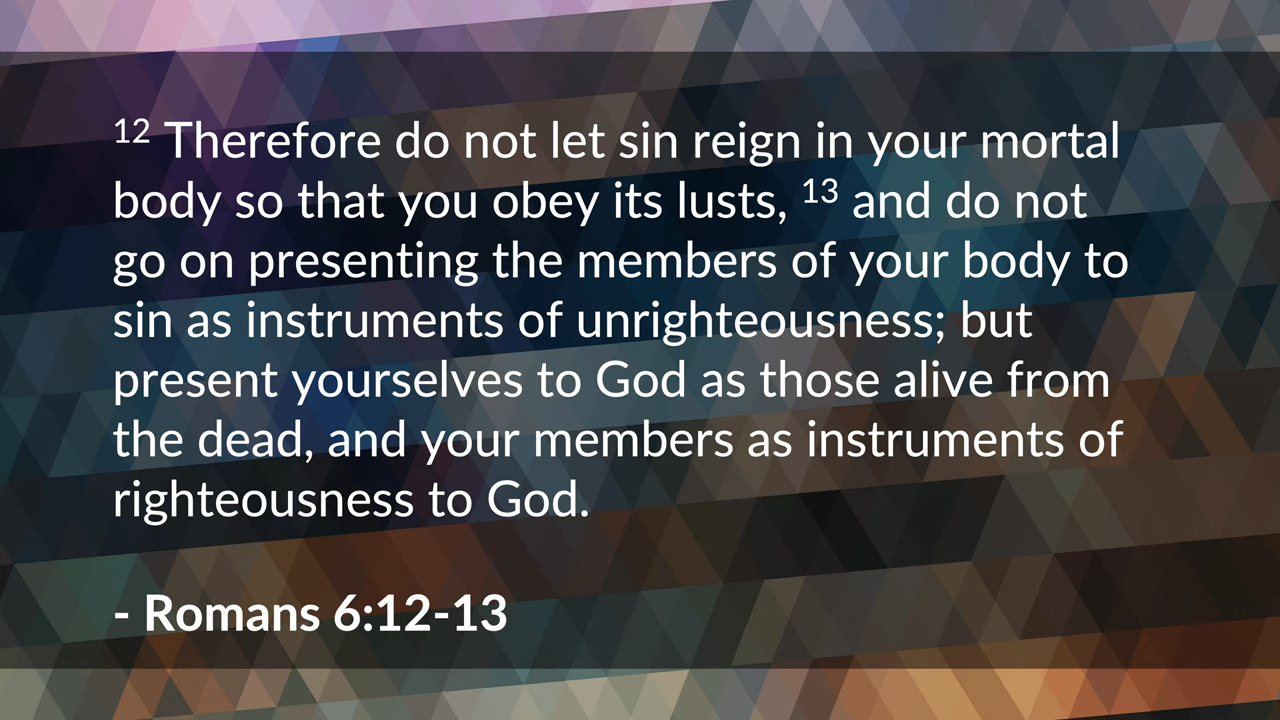 ¹² Therefore do not let sin reign in your mortal
body so that you obey its lusts, ¹³ and do not
go on presenting the members of your body to
sin as instruments of unrighteousness; but
present yourselves to God as those alive from
the dead, and your members as instruments of
righteousness to God.
- Romans 6:12-13